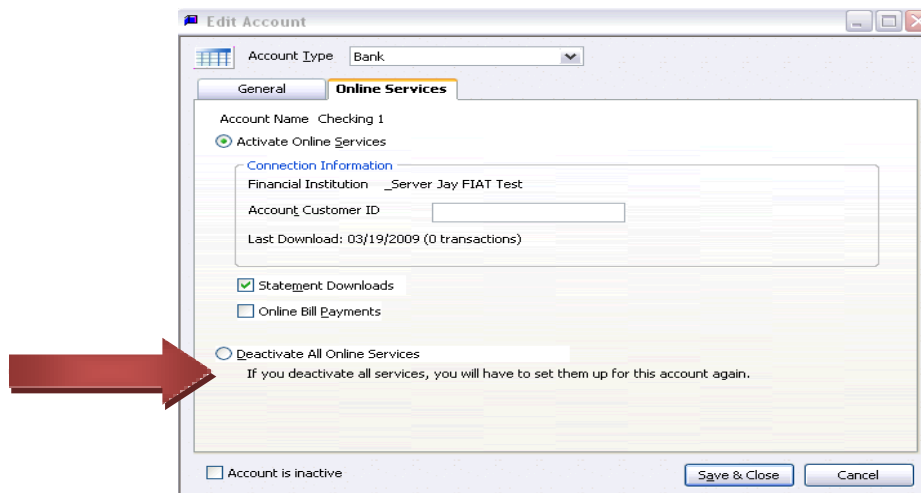 Edit Account
Account Type Bank
General Online Services
Account Name Checking 1
Activate Online Services
Connection Information
Financial Institution _Server Jay FIAT Test
Account Customer ID
Last Download: 03/19/2009 (0 transactions)
Statement Downloads
Online Bill Payments
Deactivate All Online Services
If you deactivate all services, you will have to set them up for this account again.
Account is inactive Save & Close Cancel